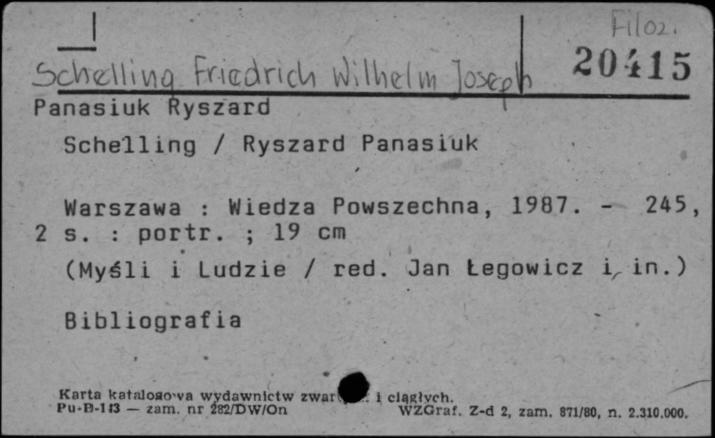 Filoz.
20415
Schelling Friedrich Wilhelm Joseph
Panasiuk Ryszard
Schelling / Ryszard Panasiuk
Warszawa : Wiedza Powszechna, 1987. - 245,
2 s. : portr. ; 19 cm
(Myśli i Ludzie / red. Jan Łegowicz i in.)
Bibliografia
Karta katalogowa wydawnictw i ciągłych.
Pu-B-113 — zam. nr 282/DW/On WZGraf. Z-d 2, zam. 871/80, n. 2.310.000.